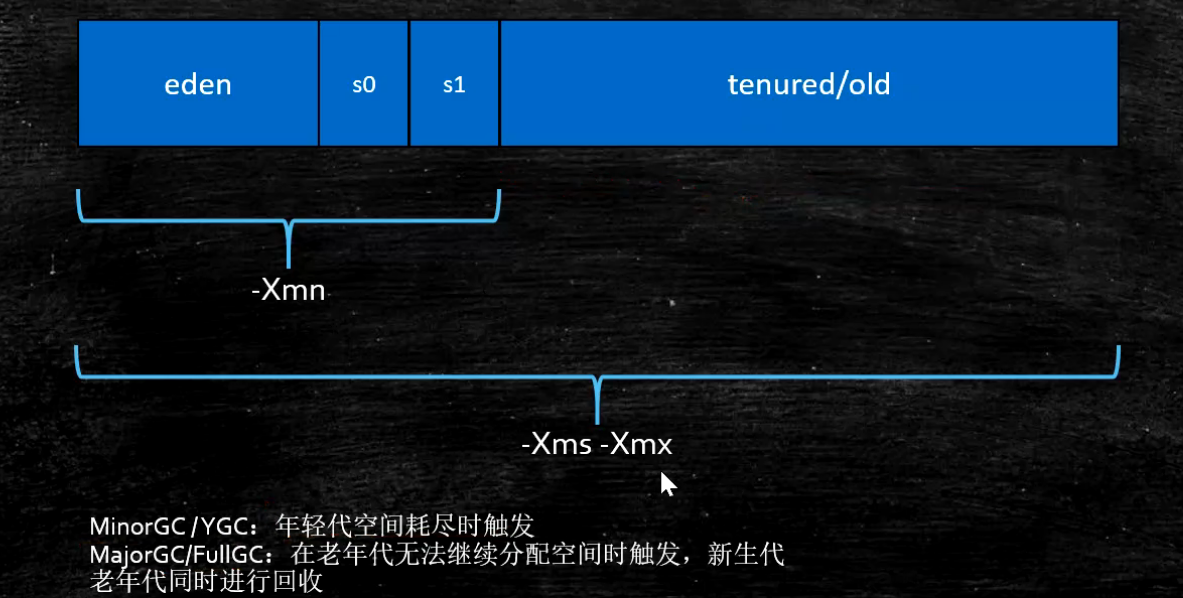 eden s0 s1 tenured/old
-Xmn
-Xms -Xmx
MinorGC/YGC：年轻代空间耗尽时触发
MajorGC/FullGC：在老年代无法继续分配空间时触发，新生代
老年代同时进行回收